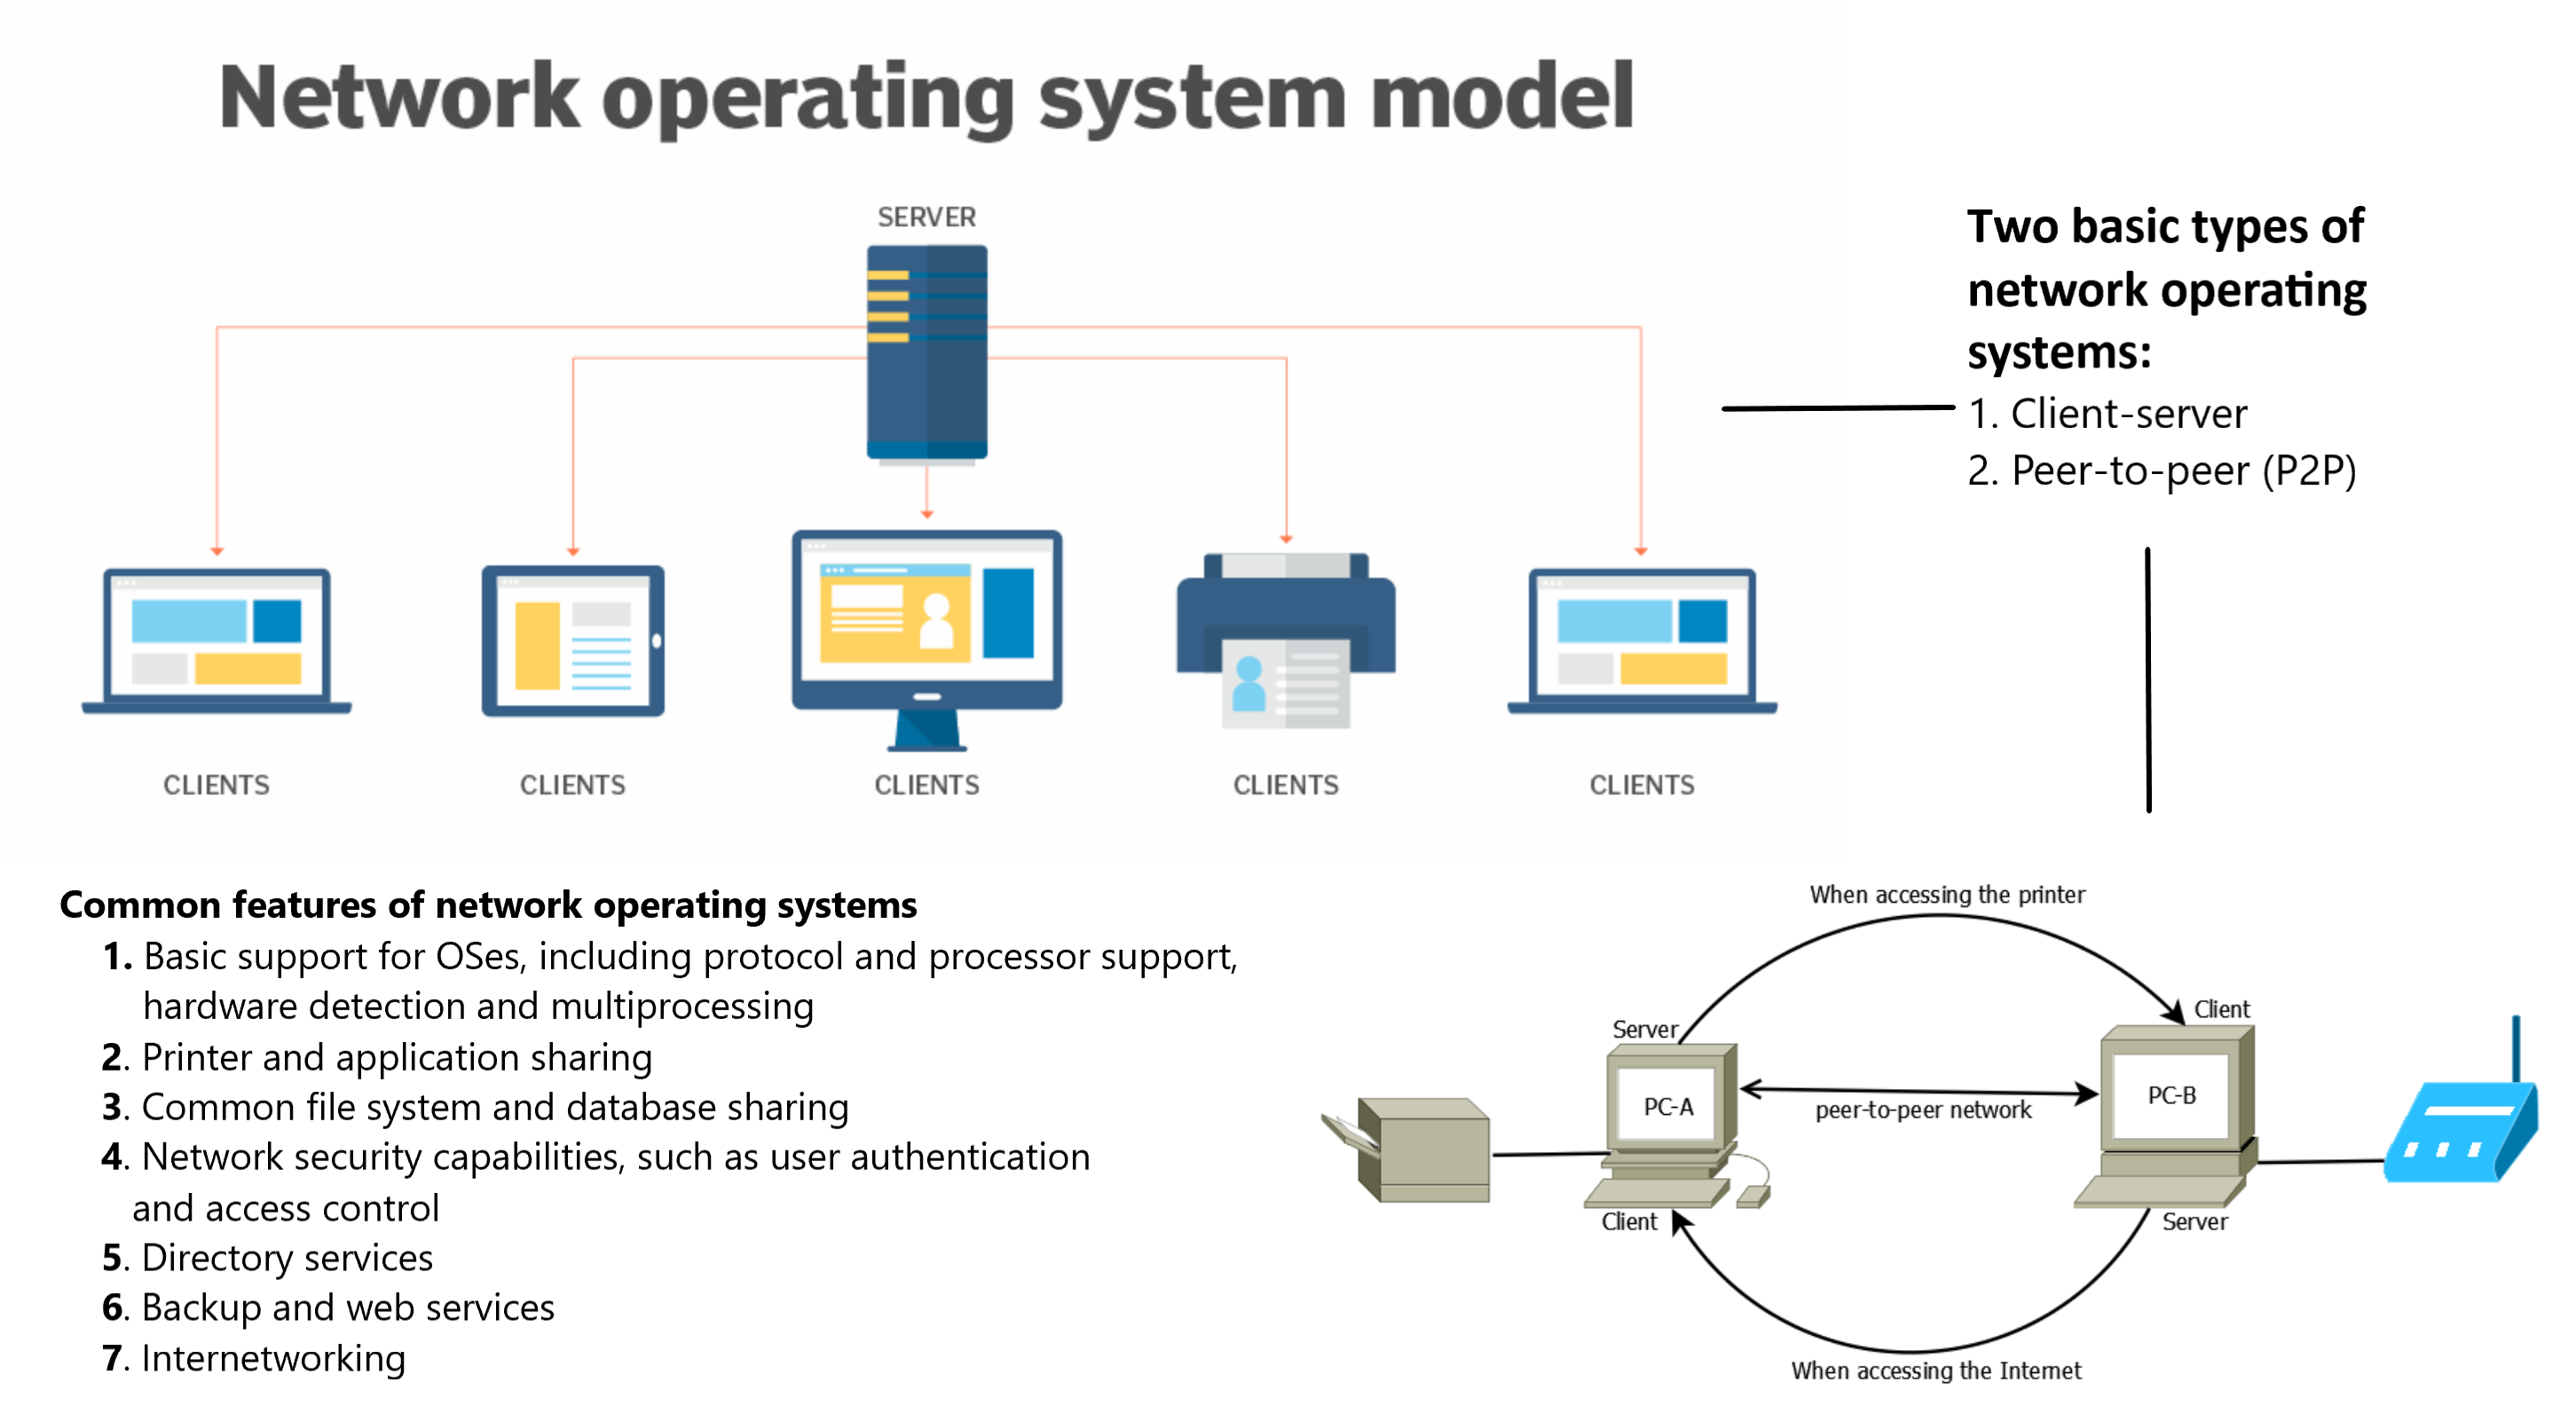 Network operating system model
SERVER
Two basic types of
network operating
systems:
1. Client-server
2. Peer-to-peer (P2P)
CLIENTS
CLIENTS
CLIENTS
CLIENTS
CLIENTS
Common features of network operating systems
1. Basic support for OSes, including protocol and processor support,
hardware detection and multiprocessing
2. Printer and application sharing
3. Common file system and database sharing
4. Network security capabilities, such as user authentication
and access control
5. Directory services
6. Backup and web services
7. Internetworking
When accessing the printer
Client
Server
PC-A
PC-B
peer-to-peer network
Client
Server
When accessing the Internet